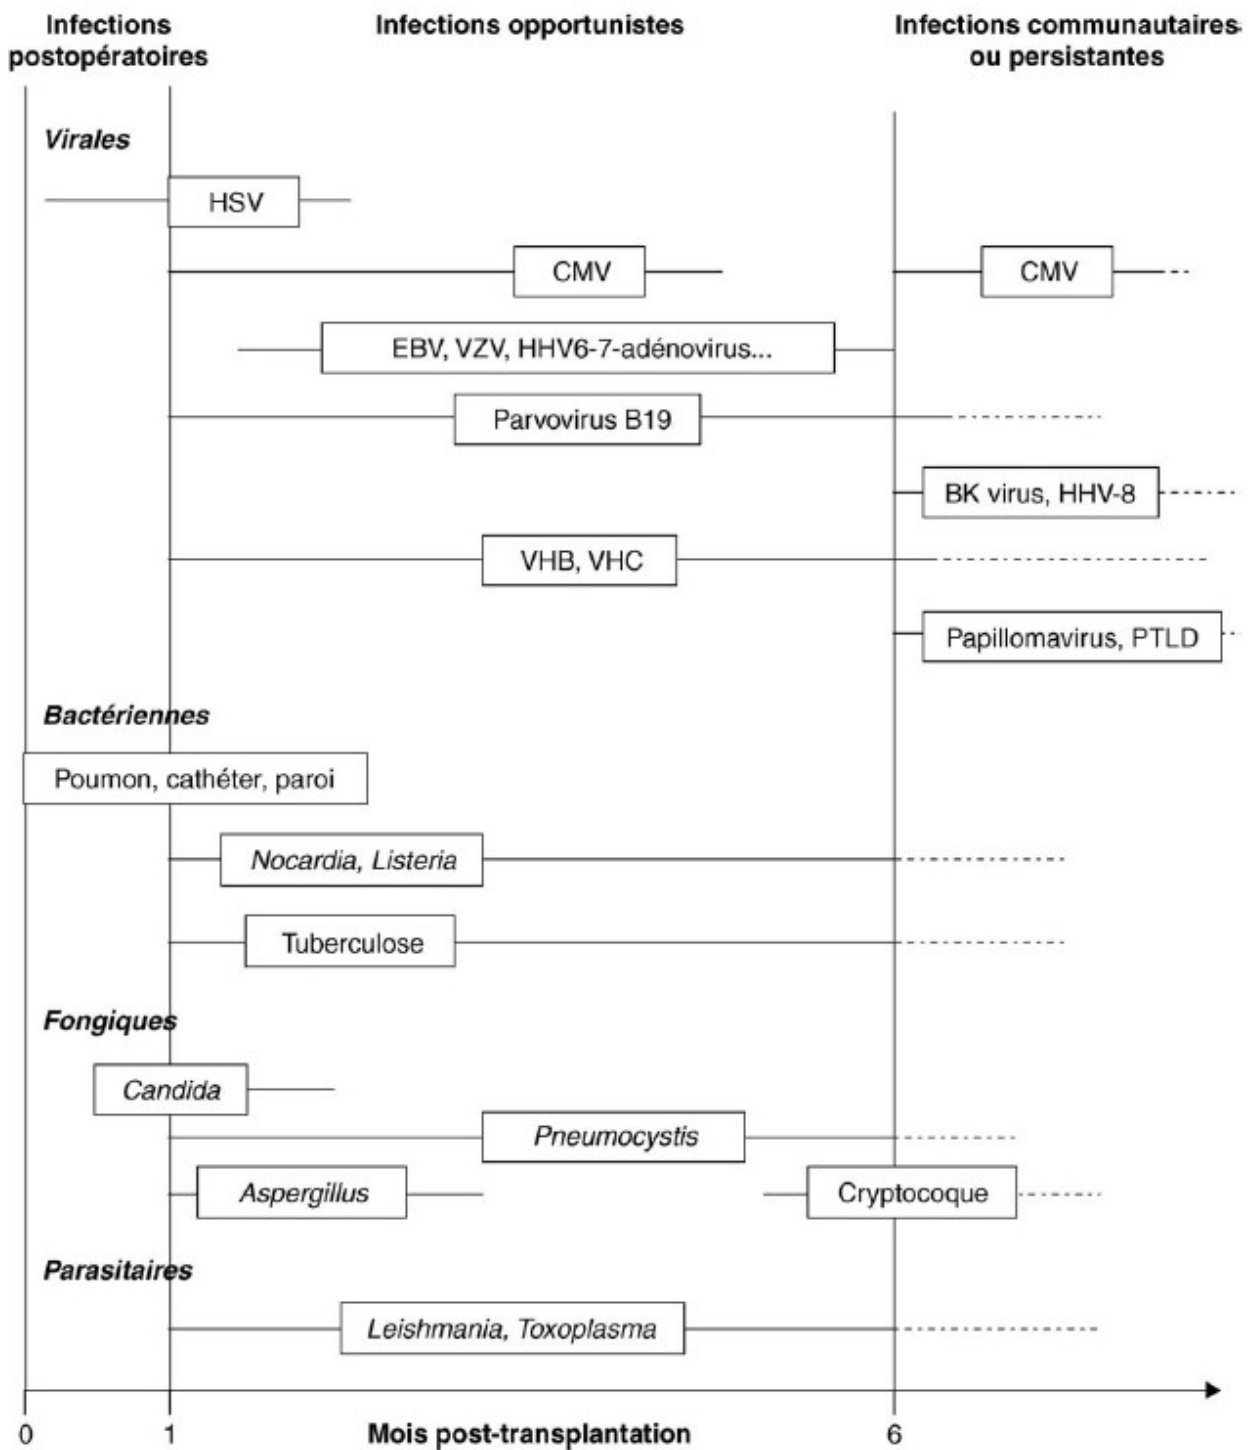 Infections
postopératoires
Infections opportunistes
Infections communautaires
ou persistantes
Virales
HSV
CMV
CMV
EBV, VZV, HHV6-7-adénovirus...
Parvovirus B19
BK virus, HHV-8
VHB, VHC
Papillomavirus, PTLD
Bactériennes
Poumon, cathéter, paroi
Nocardia, Listeria
Tuberculose
Fongiques
Candida
Pneumocystis
Aspergillus
Cryptocoque
Parasitaires
Leishmania, Toxoplasma
0
1
Mois post-transplantation
6